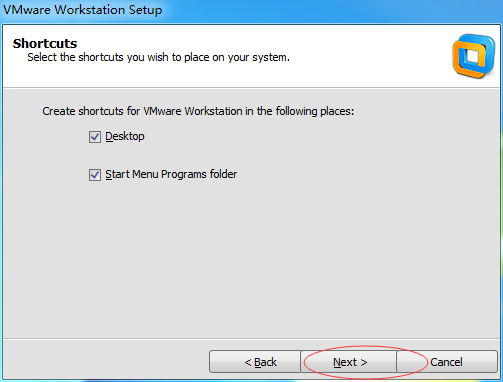 VMware Workstation Setup
Shortcuts
Select the shortcuts you wish to place on your system.
Create shortcuts for VMware Workstation in the following places:
Desktop
Start Menu Programs folder
< Back Next > Cancel